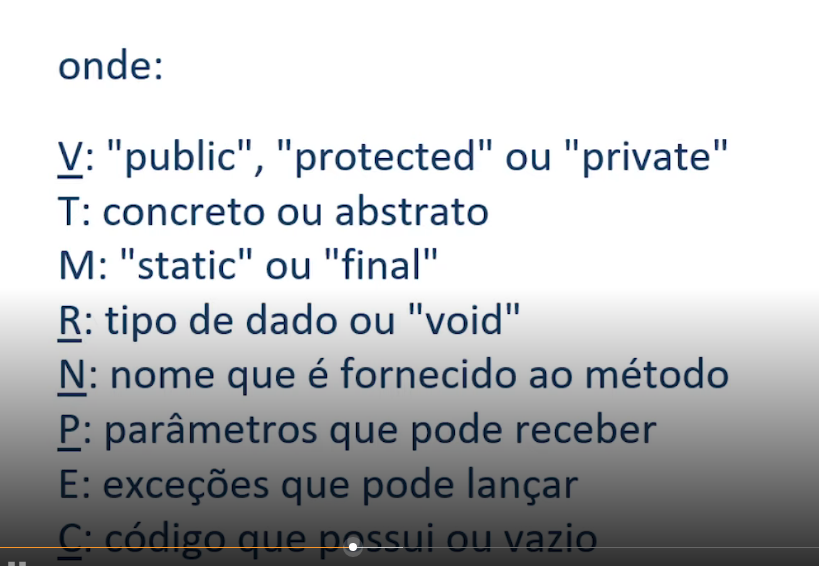 onde:
V: "public", "protected" ou "private"
T: concreto ou abstrato
M: "static" ou "final"
R: tipo de dado ou "void"
N: nome que é fornecido ao método
P: parâmetros que pode receber
E: exceções que pode lançar
C: código que possui ou vazio